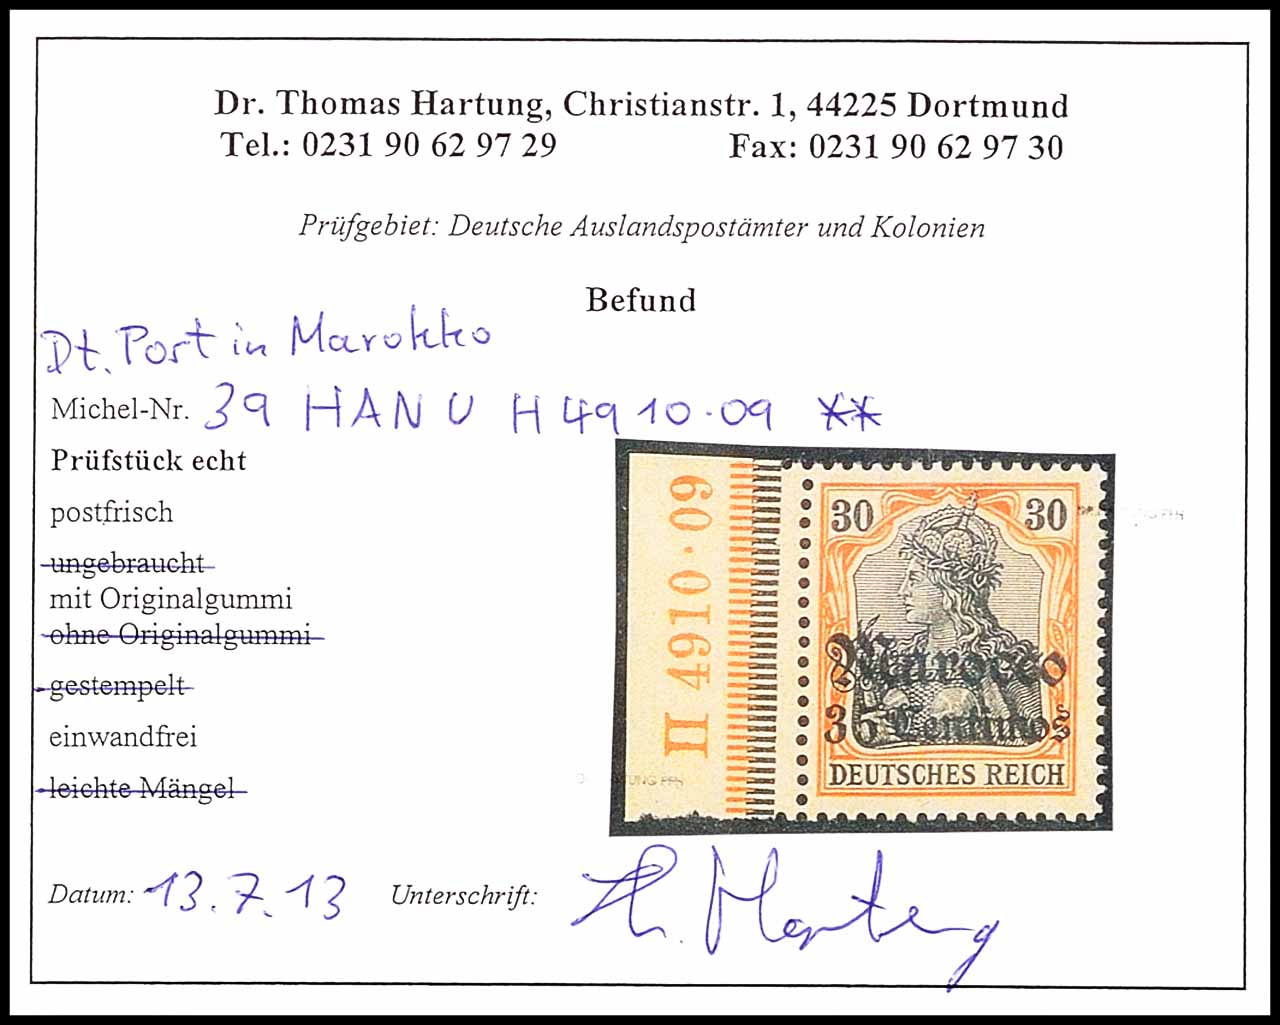 Dr. Thomas Hartung, Christianstr. 1, 44225 Dortmund
Tel.: 0231 90 62 97 29 Fax: 0231 90 62 97 30
Prüfgebiet: Deutsche Auslandspostämter und Kolonien
Befund
Dt. Post in Marokko
Michel-Nr. 39 HAN U H 4910.09 **
Prüfstück echt
postfrisch
ungebraucht
mit Originalgummi
ohne Originalgummi
gestempelt
einwandfrei
leichte Mängel
H 4910·09
30 30
Marocco
35 Centimos
DEUTSCHES REICH
Datum: 13.7.13 Unterschrift: Th. Hartung